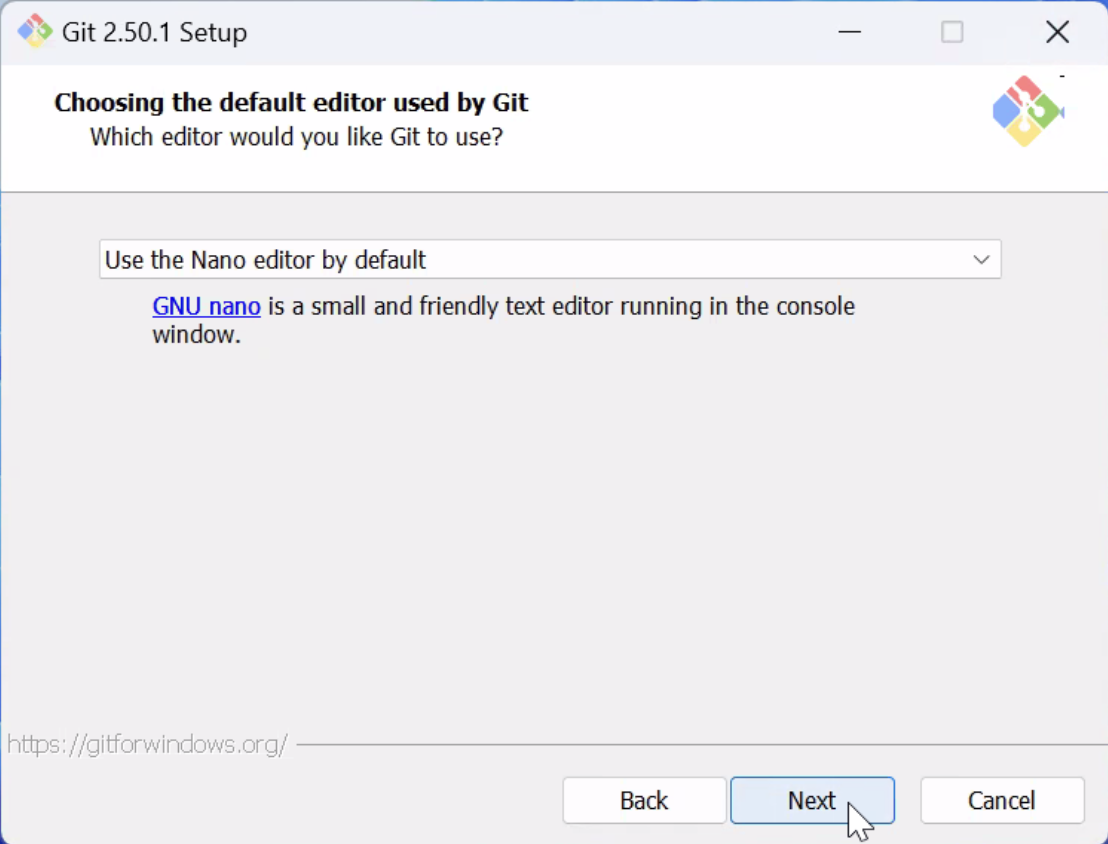 Git 2.50.1 Setup
Choosing the default editor used by Git
Which editor would you like Git to use?
Use the Nano editor by default
GNU nano is a small and friendly text editor running in the console
window.
https://gitforwindows.org/
Back
Next
Cancel